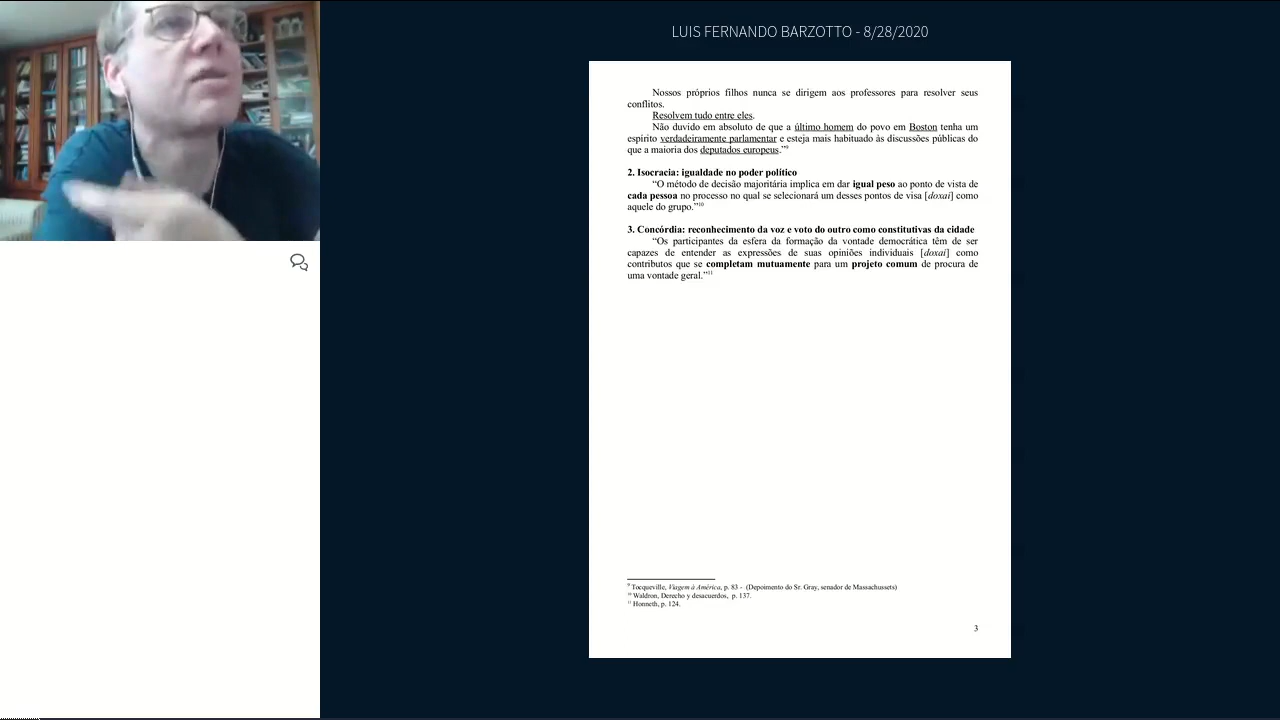 LUIS FERNANDO BARZOTTO - 8/28/2020
Nossos próprios filhos nunca se dirigem aos professores para resolver seus
conflitos.
Resolvem tudo entre eles.
Não duvido em absoluto de que a último homem do povo em Boston tenha um
espírito verdadeiramente parlamentar e esteja mais habituado às discussões públicas do
que a maioria dos deputados europeus.”⁹
2. Isocracia: igualdade no poder político
“O método de decisão majoritária implica em dar igual peso ao ponto de vista de
cada pessoa no processo no qual se selecionará um desses pontos de visa [doxai] como
aquele do grupo.”¹⁰
3. Concórdia: reconhecimento da voz e voto do outro como constitutivas da cidade
“Os participantes da esfera da formação da vontade democrática têm de ser
capazes de entender as expressões de suas opiniões individuais [doxai] como
contributos que se completam mutuamente para um projeto comum de procura de
uma vontade geral.”¹¹
⁹ Tocqueville, Viagem à América, p. 83 - (Depoimento do Sr. Gray, senador de Massachussets)
¹⁰ Waldron, Derecho y desacuerdos, p. 137.
¹¹ Honneth, p. 124.
3